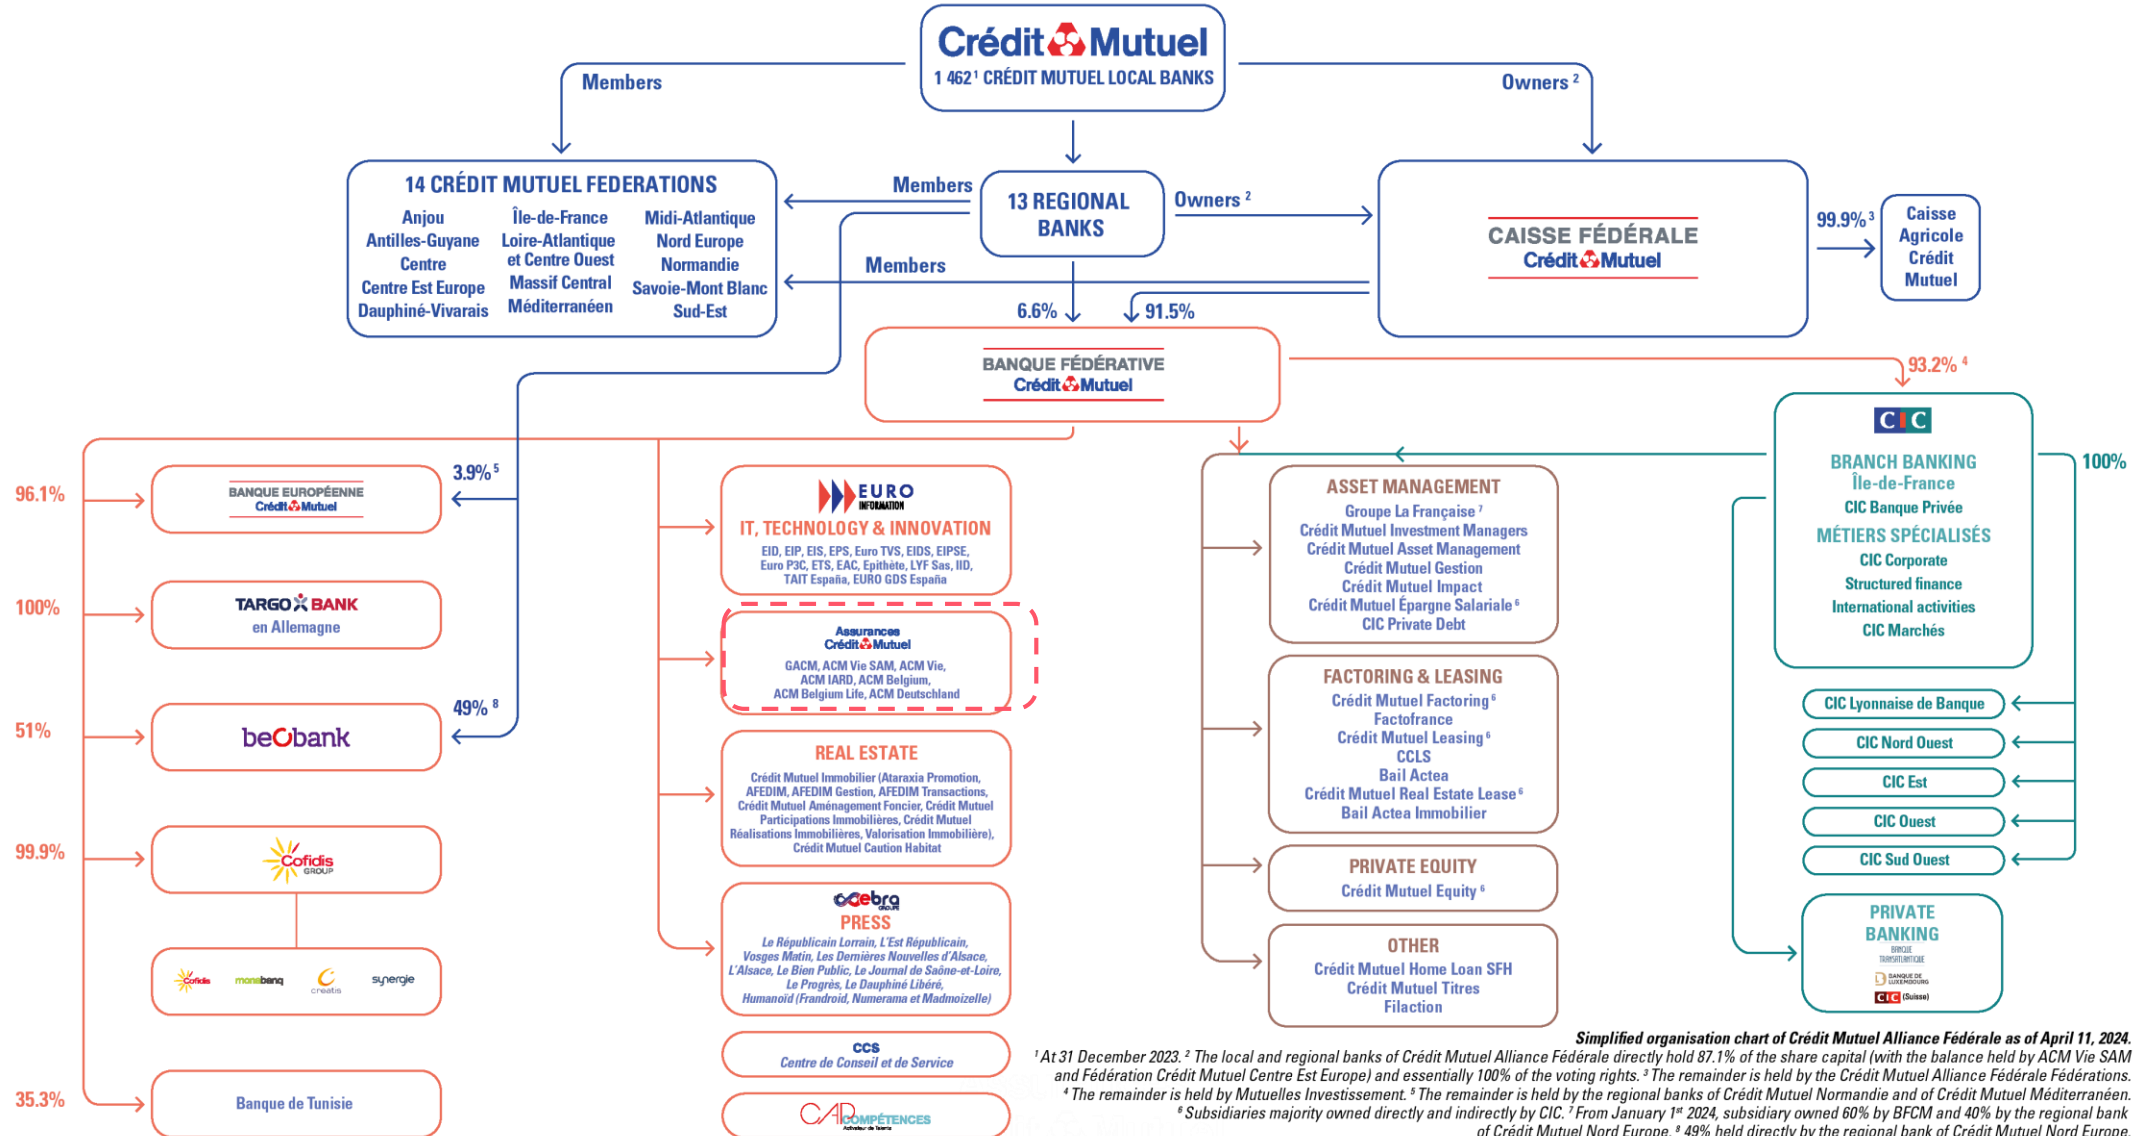 Crédit Mutuel
1 462¹ CRÉDIT MUTUEL LOCAL BANKS
Members
Owners ²
14 CRÉDIT MUTUEL FEDERATIONS
Anjou
Antilles-Guyane
Centre
Centre Est Europe
Dauphiné-Vivarais
Île-de-France
Loire-Atlantique
et Centre Ouest
Massif Central
Méditerranéen
Midi-Atlantique
Nord Europe
Normandie
Savoie-Mont Blanc
Sud-Est
Members
13 REGIONAL
BANKS
Owners ²
Members
CAISSE FÉDÉRALE
Crédit Mutuel
99.9% ³
Caisse
Agricole
Crédit
Mutuel
6.6%
91.5%
BANQUE FÉDÉRATIVE
Crédit Mutuel
93.2% ⁴
96.1%
BANQUE EUROPÉENNE
Crédit Mutuel
3.9% ⁵
100%
TARGO BANK
en Allemagne
51%
beobank
49% ⁸
99.9%
Cofidis
GROUP
Cofidis
monabanq
creatis
synergie
35.3%
Banque de Tunisie
EURO
INFORMATION
IT, TECHNOLOGY & INNOVATION
EID, EIP, EIS, EPS, Euro TVS, EIDS, EIPSE,
Euro P3C, ETS, EAC, Epithète, LYF Sas, IID,
TAIT España, EURO GDS España
Assurances
Crédit Mutuel
GACM, ACM Vie SAM, ACM Vie,
ACM IARD, ACM Belgium,
ACM Belgium Life, ACM Deutschland
REAL ESTATE
Crédit Mutuel Immobilier (Ataraxia Promotion,
AFEDIM, AFEDIM Gestion, AFEDIM Transactions,
Crédit Mutuel Aménagement Foncier, Crédit Mutuel
Participations Immobilières, Crédit Mutuel
Réalisations Immobilières, Valorisation Immobilière),
Crédit Mutuel Caution Habitat
ebra
GROUPE
PRESS
Le Républicain Lorrain, L'Est Républicain,
Vosges Matin, Les Dernières Nouvelles d'Alsace,
L'Alsace, Le Bien Public, Le Journal de Saône-et-Loire,
Le Progrès, Le Dauphiné Libéré,
Humanoïd (Frandroid, Numerama et Madmoizelle)
CCS
Centre de Conseil et de Service
CAP COMPÉTENCES
Activateur de Talents
ASSET MANAGEMENT
Groupe La Française ⁷
Crédit Mutuel Investment Managers
Crédit Mutuel Asset Management
Crédit Mutuel Gestion
Crédit Mutuel Impact
Crédit Mutuel Épargne Salariale ⁶
CIC Private Debt
FACTORING & LEASING
Crédit Mutuel Factoring ⁶
Factofrance
Crédit Mutuel Leasing ⁶
CCLS
Bail Actea
Crédit Mutuel Real Estate Lease ⁶
Bail Actea Immobilier
PRIVATE EQUITY
Crédit Mutuel Equity ⁶
OTHER
Crédit Mutuel Home Loan SFH
Crédit Mutuel Titres
Filaction
CIC
BRANCH BANKING
Île-de-France
CIC Banque Privée
MÉTIERS SPÉCIALISÉS
CIC Corporate
Structured finance
International activities
CIC Marchés
100%
CIC Lyonnaise de Banque
CIC Nord Ouest
CIC Est
CIC Ouest
CIC Sud Ouest
PRIVATE
BANKING
BANQUE
TRANSATLANTIQUE
BANQUE DE
LUXEMBOURG
CIC (Suisse)
Simplified organisation chart of Crédit Mutuel Alliance Fédérale as of April 11, 2024.
¹ At 31 December 2023. ² The local and regional banks of Crédit Mutuel Alliance Fédérale directly hold 87.1% of the share capital (with the balance held by ACM Vie SAM
and Fédération Crédit Mutuel Centre Est Europe) and essentially 100% of the voting rights. ³ The remainder is held by the Crédit Mutuel Alliance Fédérale Fédérations.
⁴ The remainder is held by Mutuelles Investissement. ⁵ The remainder is held by the regional banks of Crédit Mutuel Normandie and of Crédit Mutuel Méditerranéen.
⁶ Subsidiaries majority owned directly and indirectly by CIC. ⁷ From January 1ˢᵗ 2024, subsidiary owned 60% by BFCM and 40% by the regional bank
of Crédit Mutuel Nord Europe. ⁸ 49% held directly by the regional bank of Crédit Mutuel Nord Europe.